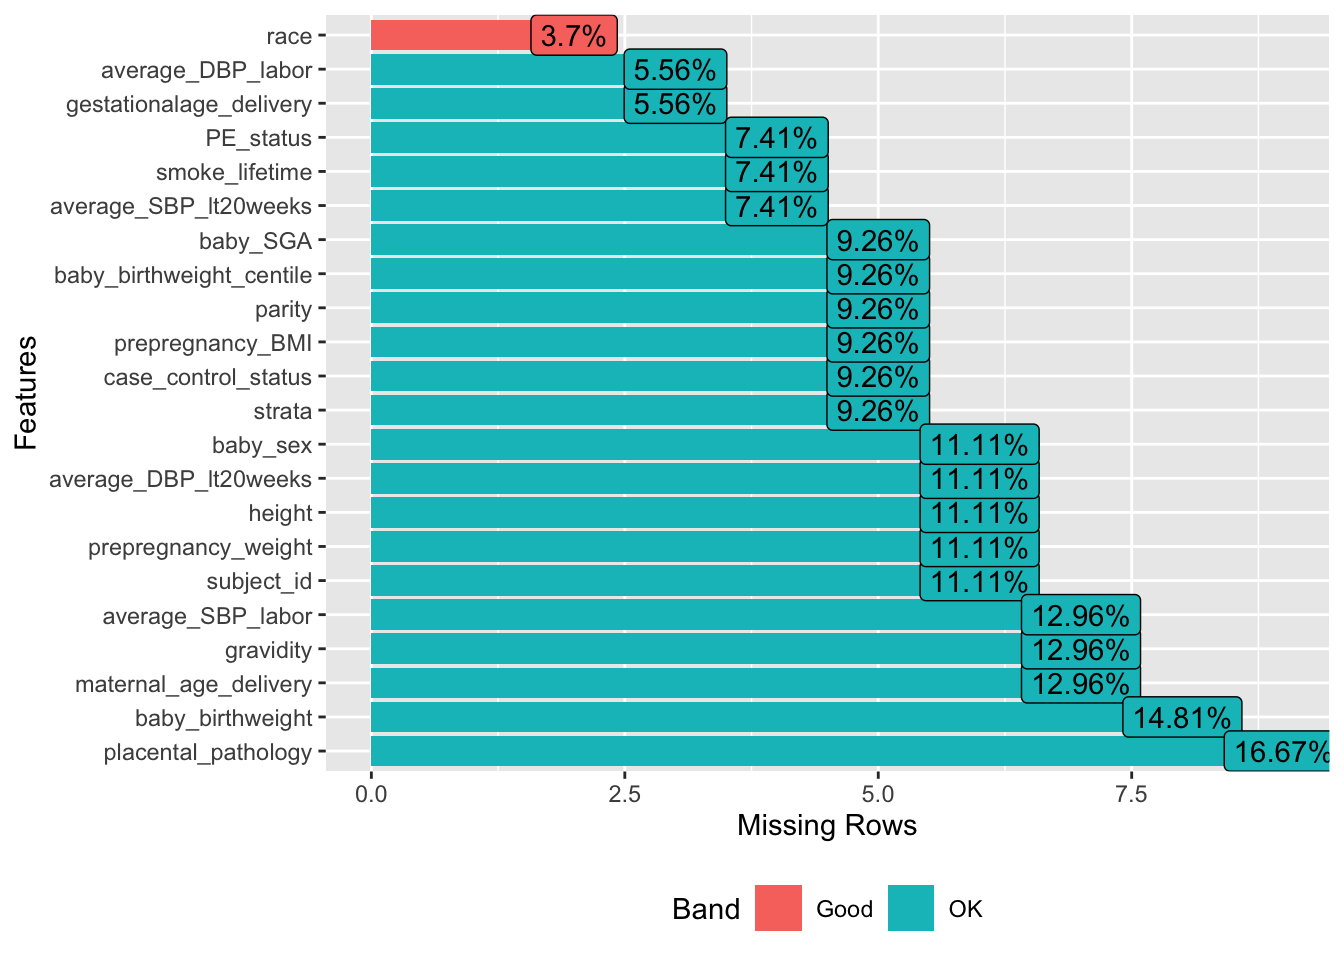 race 3.7%
average_DBP_labor 5.56%
gestationalage_delivery 5.56%
PE_status 7.41%
smoke_lifetime 7.41%
average_SBP_lt20weeks 7.41%
baby_SGA 9.26%
baby_birthweight_centile 9.26%
parity 9.26%
prepregnancy_BMI 9.26%
case_control_status 9.26%
strata 9.26%
baby_sex 11.11%
average_DBP_lt20weeks 11.11%
height 11.11%
prepregnancy_weight 11.11%
subject_id 11.11%
average_SBP_labor 12.96%
gravidity 12.96%
maternal_age_delivery 12.96%
baby_birthweight 14.81%
placental_pathology 16.67%
Features
0.0 2.5 5.0 7.5
Missing Rows
Band Good OK